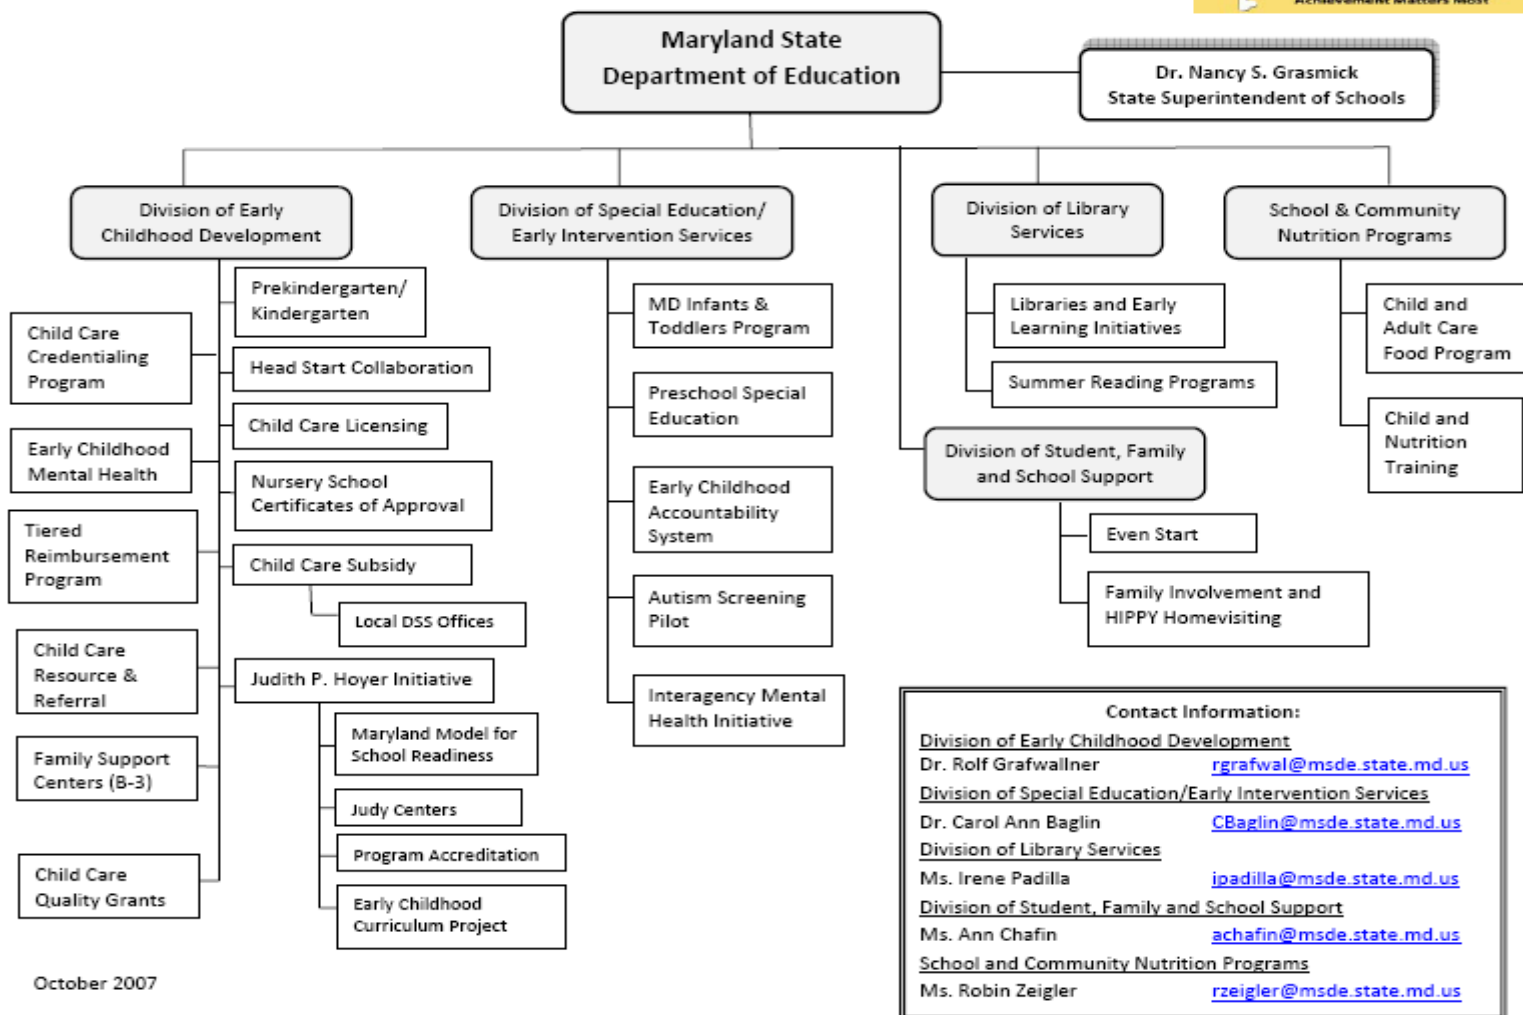 Achievement Matters Most
Maryland State
Department of Education
Dr. Nancy S. Grasmick
State Superintendent of Schools
Division of Early
Childhood Development
Division of Special Education/
Early Intervention Services
Division of Library
Services
School & Community
Nutrition Programs
Prekindergarten/
Kindergarten
Child Care
Credentialing
Program
Head Start Collaboration
Child Care Licensing
Early Childhood
Mental Health
Nursery School
Certificates of Approval
Tiered
Reimbursement
Program
Child Care Subsidy
Local DSS Offices
Child Care
Resource &
Referral
Judith P. Hoyer Initiative
Maryland Model for
School Readiness
Family Support
Centers (B-3)
Judy Centers
Program Accreditation
Child Care
Quality Grants
Early Childhood
Curriculum Project
MD Infants &
Toddlers Program
Preschool Special
Education
Early Childhood
Accountability
System
Autism Screening
Pilot
Interagency Mental
Health Initiative
Libraries and Early
Learning Initiatives
Summer Reading Programs
Division of Student, Family
and School Support
Even Start
Family Involvement and
HIPPY Homevisiting
Child and
Adult Care
Food Program
Child and
Nutrition
Training
Contact Information:
Division of Early Childhood Development
Dr. Rolf Grafwallner rgrafwal@msde.state.md.us
Division of Special Education/Early Intervention Services
Dr. Carol Ann Baglin CBaglin@msde.state.md.us
Division of Library Services
Ms. Irene Padilla ipadilla@msde.state.md.us
Division of Student, Family and School Support
Ms. Ann Chafin achafin@msde.state.md.us
School and Community Nutrition Programs
Ms. Robin Zeigler rzeigler@msde.state.md.us
October 2007